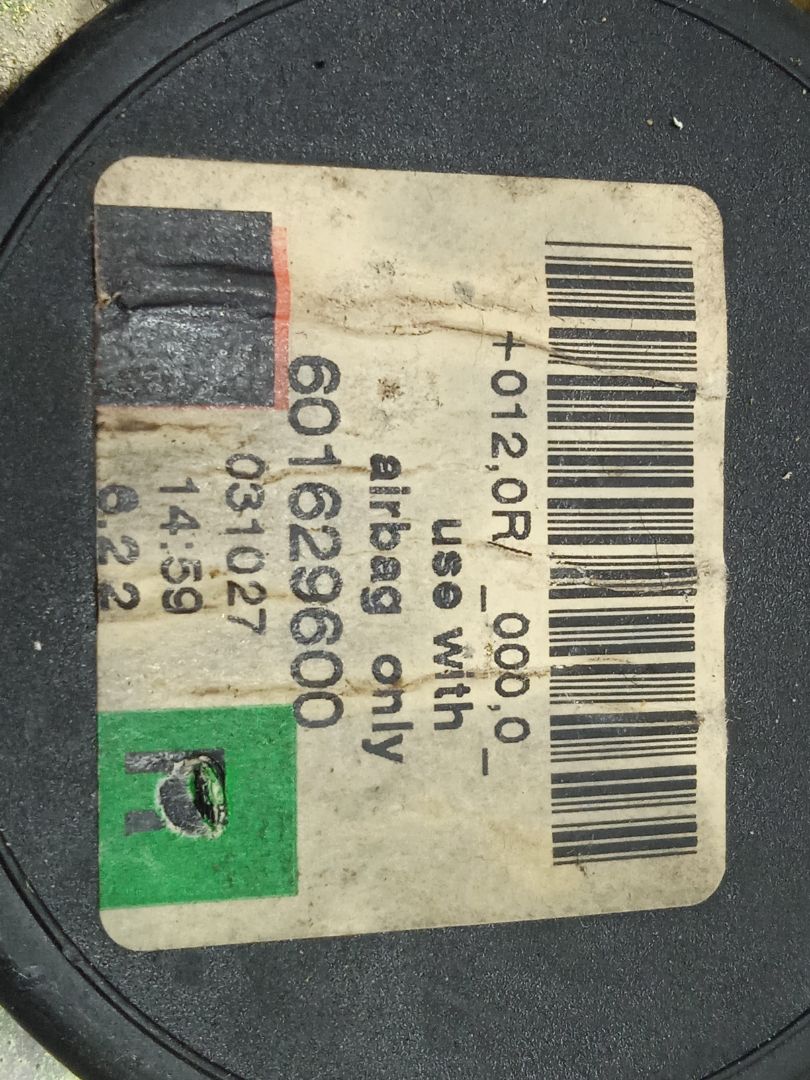 +012,0R _000,0_
use with
airbag only
601629600
031027
14:59